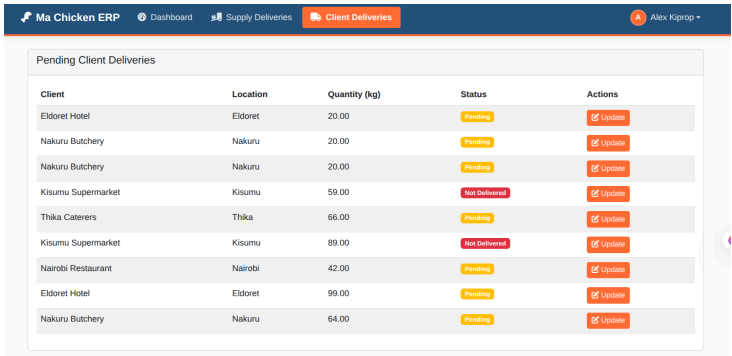 Ma Chicken ERP Dashboard Supply Deliveries Client Deliveries A Alex Kiprop
Pending Client Deliveries
Client Location Quantity (kg) Status Actions
Eldoret Hotel Eldoret 20.00 Pending Update
Nakuru Butchery Nakuru 20.00 Pending Update
Nakuru Butchery Nakuru 20.00 Pending Update
Kisumu Supermarket Kisumu 59.00 Not Delivered Update
Thika Caterers Thika 66.00 Pending Update
Kisumu Supermarket Kisumu 89.00 Not Delivered Update
Nairobi Restaurant Nairobi 42.00 Pending Update
Eldoret Hotel Eldoret 99.00 Pending Update
Nakuru Butchery Nakuru 64.00 Pending Update